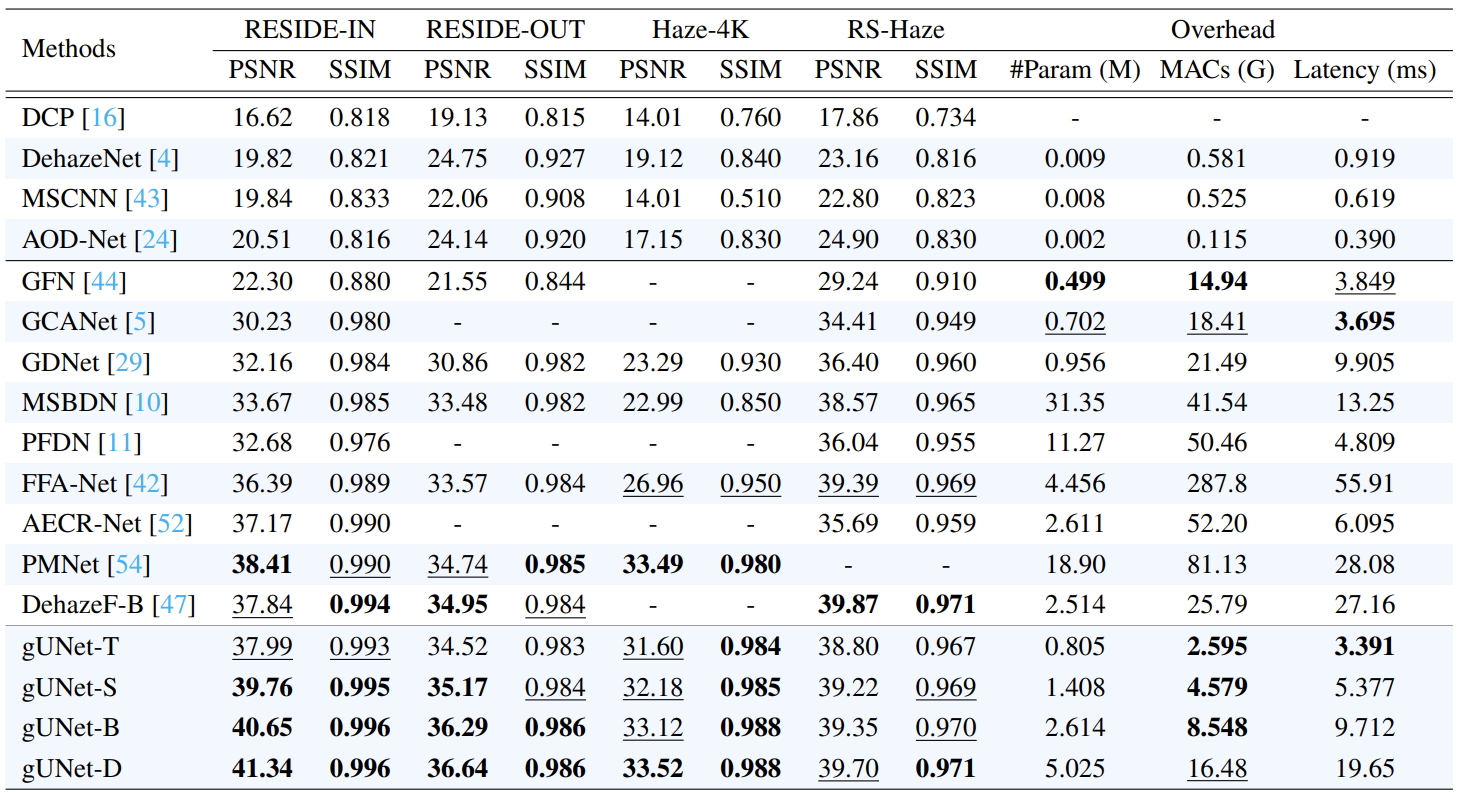 Methods RESIDE-IN RESIDE-OUT Haze-4K RS-Haze Overhead
PSNR SSIM PSNR SSIM PSNR SSIM PSNR SSIM #Param (M) MACs (G) Latency (ms)
DCP [16] 16.62 0.818 19.13 0.815 14.01 0.760 17.86 0.734 - - -
DehazeNet [4] 19.82 0.821 24.75 0.927 19.12 0.840 23.16 0.816 0.009 0.581 0.919
MSCNN [43] 19.84 0.833 22.06 0.908 14.01 0.510 22.80 0.823 0.008 0.525 0.619
AOD-Net [24] 20.51 0.816 24.14 0.920 17.15 0.830 24.90 0.830 0.002 0.115 0.390
GFN [44] 22.30 0.880 21.55 0.844 - - 29.24 0.910 0.499 14.94 3.849
GCANet [5] 30.23 0.980 - - - - 34.41 0.949 0.702 18.41 3.695
GDNet [29] 32.16 0.984 30.86 0.982 23.29 0.930 36.40 0.960 0.956 21.49 9.905
MSBDN [10] 33.67 0.985 33.48 0.982 22.99 0.850 38.57 0.965 31.35 41.54 13.25
PFDN [11] 32.68 0.976 - - - - 36.04 0.955 11.27 50.46 4.809
FFA-Net [42] 36.39 0.989 33.57 0.984 26.96 0.950 39.39 0.969 4.456 287.8 55.91
AECR-Net [52] 37.17 0.990 - - - - 35.69 0.959 2.611 52.20 6.095
PMNet [54] 38.41 0.990 34.74 0.985 33.49 0.980 - - 18.90 81.13 28.08
DehazeF-B [47] 37.84 0.994 34.95 0.984 - - 39.87 0.971 2.514 25.79 27.16
gUNet-T 37.99 0.993 34.52 0.983 31.60 0.984 38.80 0.967 0.805 2.595 3.391
gUNet-S 39.76 0.995 35.17 0.984 32.18 0.985 39.22 0.969 1.408 4.579 5.377
gUNet-B 40.65 0.996 36.29 0.986 33.12 0.988 39.35 0.970 2.614 8.548 9.712
gUNet-D 41.34 0.996 36.64 0.986 33.52 0.988 39.70 0.971 5.025 16.48 19.65